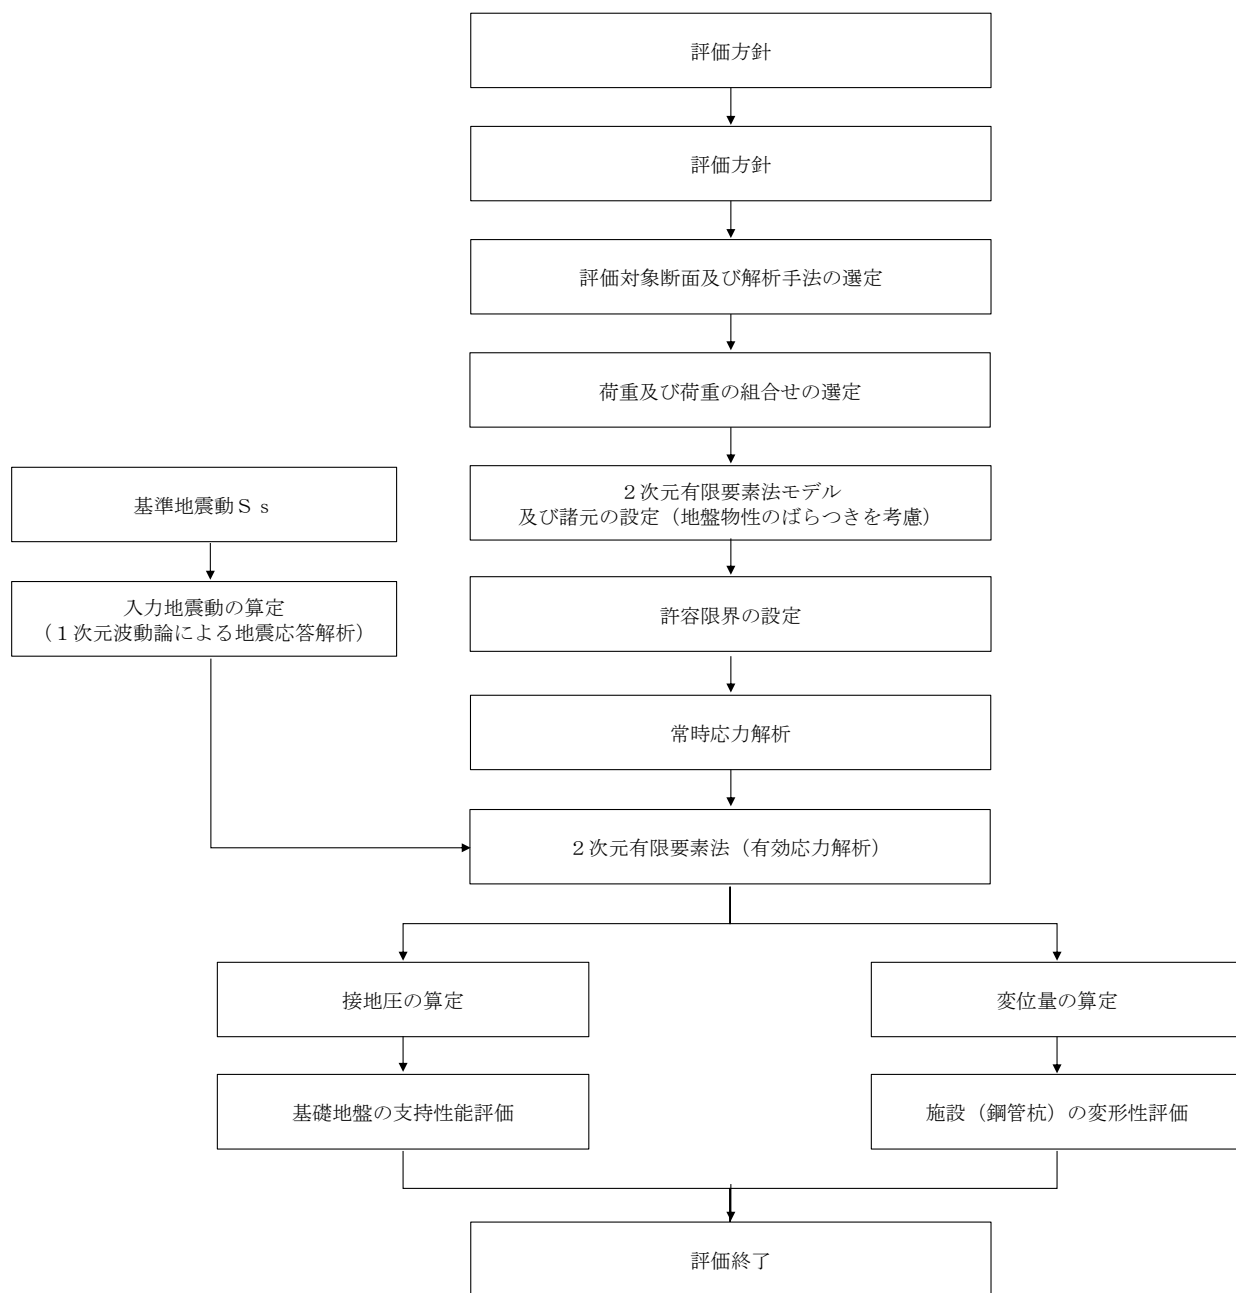 評価方針
評価方針
評価対象断面及び解析手法の選定
荷重及び荷重の組合せの選定
基準地震動Ｓｓ
２次元有限要素法モデル
及び諸元の設定（地盤物性のばらつきを考慮）
入力地震動の算定
（１次元波動論による地震応答解析）
許容限界の設定
常時応力解析
２次元有限要素法（有効応力解析）
接地圧の算定
変位量の算定
基礎地盤の支持性能評価
施設（鋼管杭）の変形性評価
評価終了